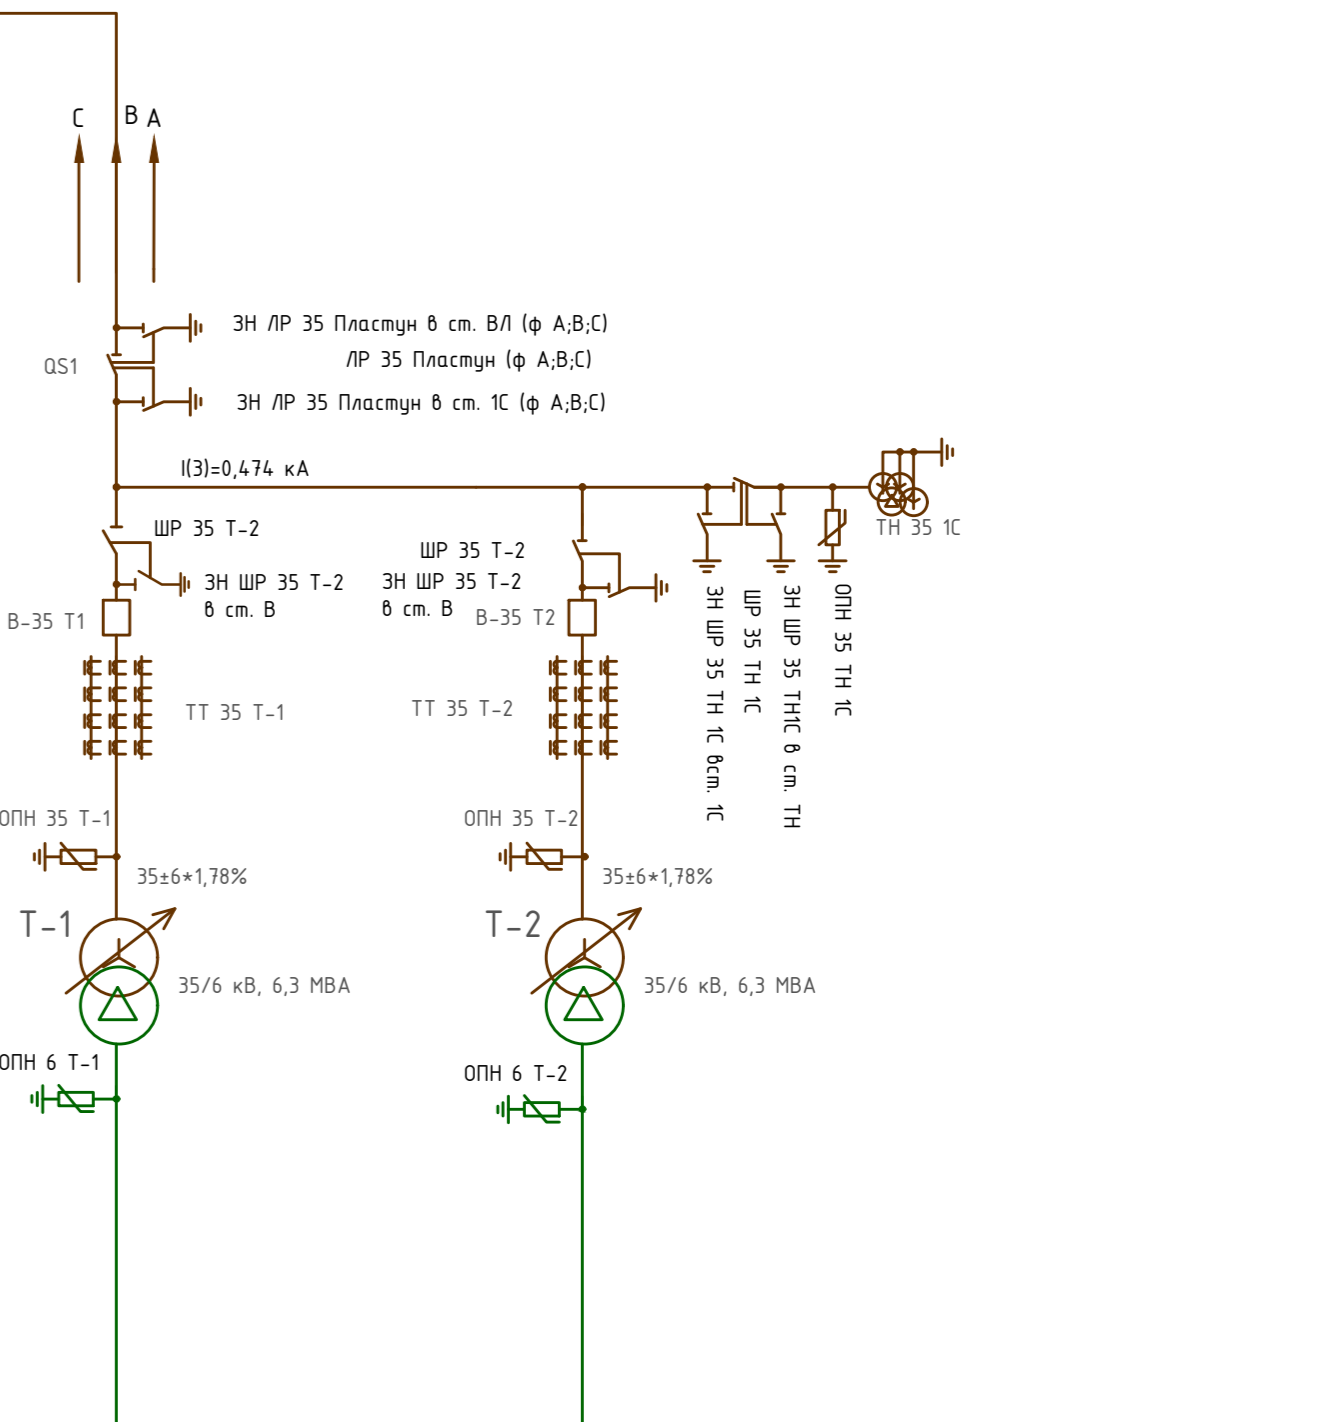 C B A
ЗН ЛР 35 Пластун в ст. ВЛ (ф А;В;С)
QS1
ЛР 35 Пластун (ф А;В;С)
ЗН ЛР 35 Пластун в ст. 1С (ф А;В;С)
I(3)=0,474 кА
ТН 35 1С
ШР 35 Т-2
ЗН ШР 35 Т-2
в ст. В
В-35 Т1
ШР 35 Т-2
ЗН ШР 35 Т-2
в ст. В
В-35 Т2
ЗН ШР 35 ТН 1С вст. 1С
ШР 35 ТН 1С
ЗН ШР 35 ТН1С в ст. ТН
ОПН 35 ТН 1С
ТТ 35 Т-1
ТТ 35 Т-2
ОПН 35 Т-1
ОПН 35 Т-2
35±6*1,78%
35±6*1,78%
Т-1
Т-2
35/6 кВ, 6,3 МВА
35/6 кВ, 6,3 МВА
ОПН 6 Т-1
ОПН 6 Т-2